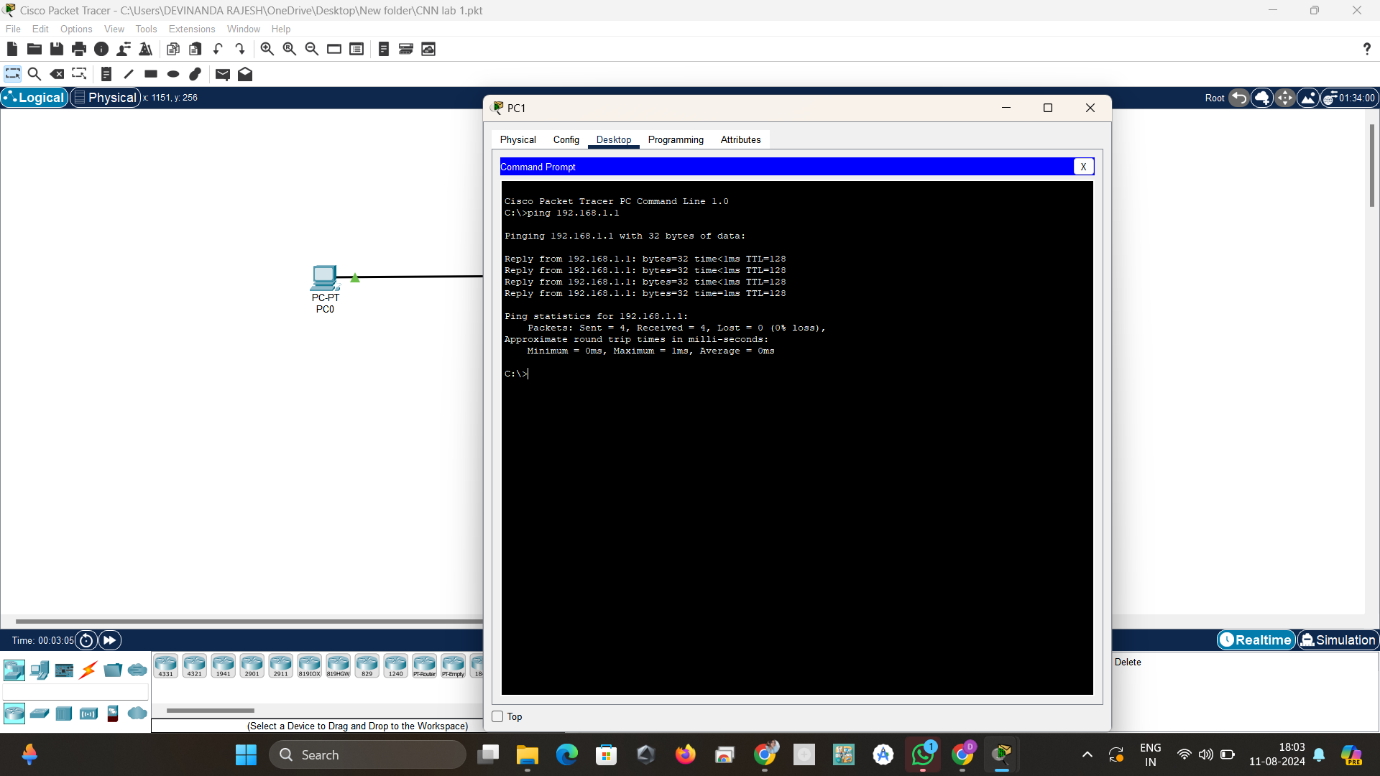 Cisco Packet Tracer - C:\Users\DEVINANDA RAJESH\OneDrive\Desktop\New folder\CNN lab 1.pkt
File Edit Options View Tools Extensions Window Help
?
Logical Physical x: 1151, y: 256
Root 01:34:00
PC1
Physical Config Desktop Programming Attributes
Command Prompt
X
Cisco Packet Tracer PC Command Line 1.0
C:\>ping 192.168.1.1
Pinging 192.168.1.1 with 32 bytes of data:
Reply from 192.168.1.1: bytes=32 time<1ms TTL=128
Reply from 192.168.1.1: bytes=32 time<1ms TTL=128
Reply from 192.168.1.1: bytes=32 time<1ms TTL=128
Reply from 192.168.1.1: bytes=32 time=1ms TTL=128
Ping statistics for 192.168.1.1:
Packets: Sent = 4, Received = 4, Lost = 0 (0% loss),
Approximate round trip times in milli-seconds:
Minimum = 0ms, Maximum = 1ms, Average = 0ms
C:\>
Top
PC-PT
PC0
Time: 00:03:05
Realtime Simulation
4331 4321 1941 2901 2911 819IOX 819HGW 829 1240 PT-Router PT-Empty
(Select a Device to Drag and Drop to the Workspace)
Delete
Search
1
D
ENG
IN
18:03
11-08-2024
PRE